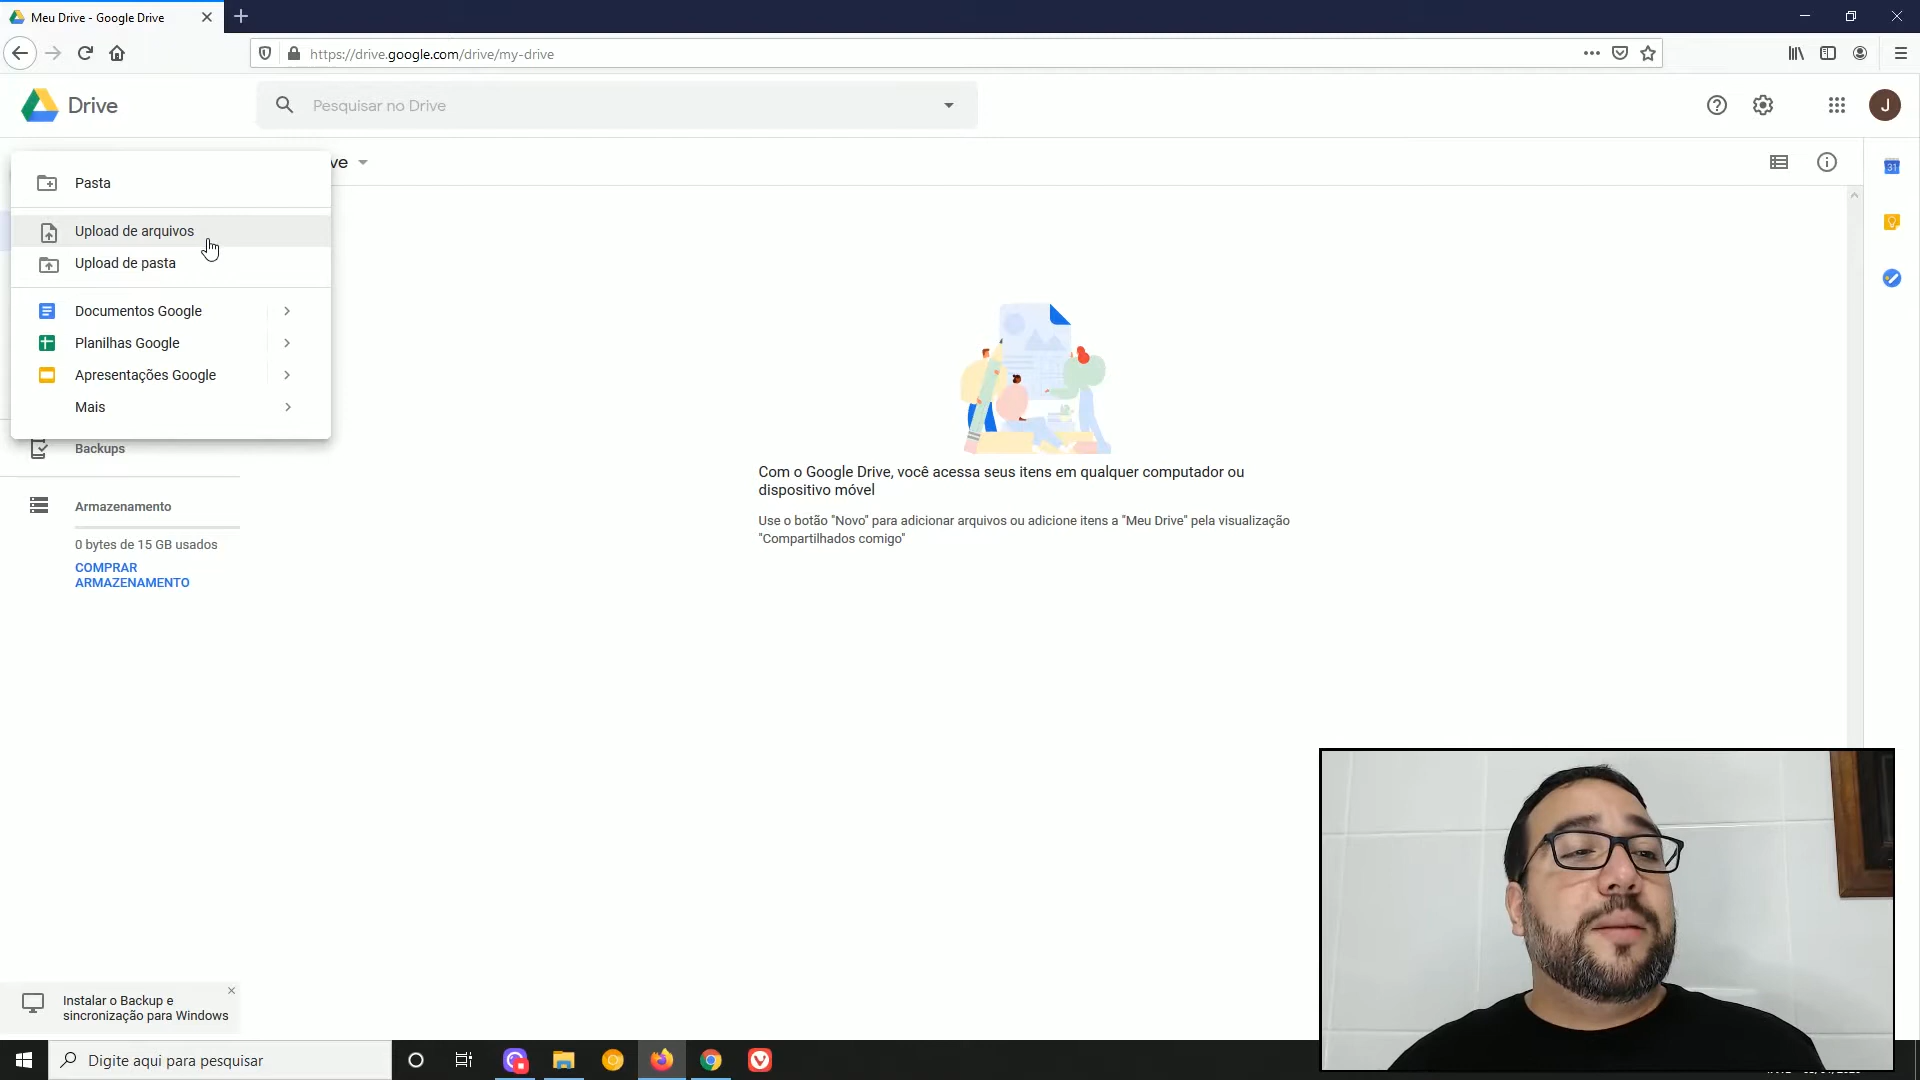 Meu Drive - Google Drive
https://drive.google.com/drive/my-drive
Drive
Pesquisar no Drive
J
ve
Pasta
31
Upload de arquivos
Upload de pasta
Documentos Google
Planilhas Google
Apresentações Google
Mais
Backups
Com o Google Drive, você acessa seus itens em qualquer computador ou
dispositivo móvel
Armazenamento
Use o botão "Novo" para adicionar arquivos ou adicione itens a "Meu Drive" pela visualização
"Compartilhados comigo"
0 bytes de 15 GB usados
COMPRAR
ARMAZENAMENTO
Instalar o Backup e
sincronização para Windows
Digite aqui para pesquisar